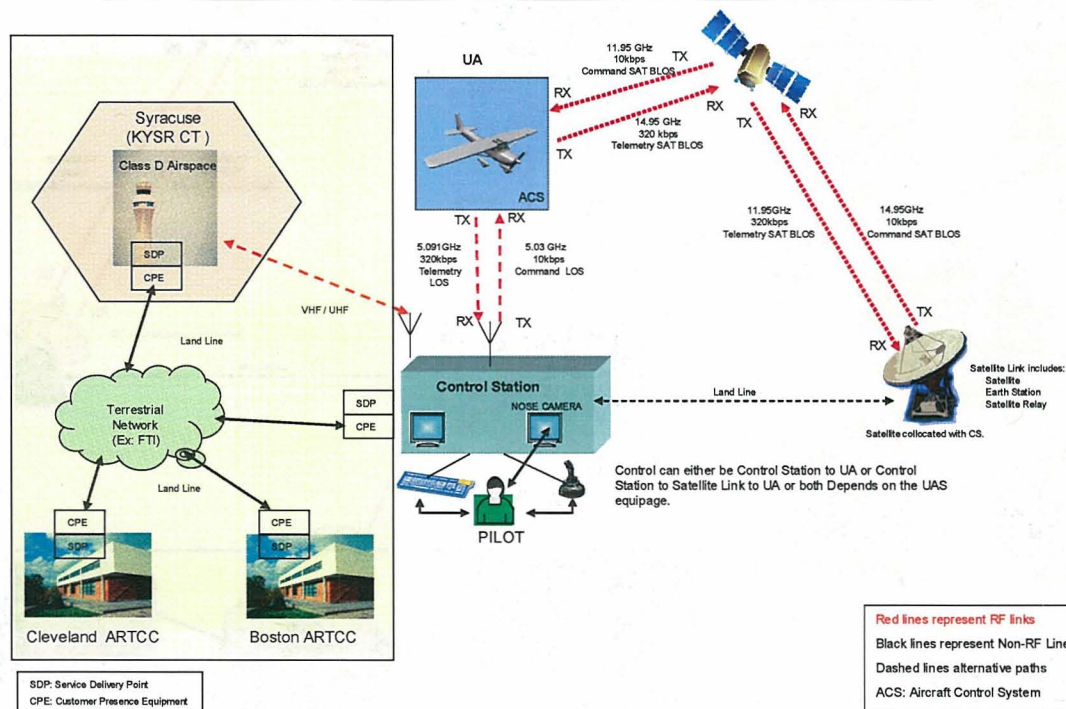 UA
11.95 GHz
10kbps
Command SAT BLOS
TX
RX
14.95 GHz
320 kbps
Telemetry SAT BLOS
TX
RX
TX
RX
Syracuse
(KYSR CT)
Class D Airspace
SDP
CPE
ACS
TX
RX
5.091GHz
320kbps
Telemetry
LOS
5.03 GHz
10kbps
Command LOS
11.95GHz
320kbps
Telemetry SAT BLOS
14.95GHz
10kbps
Command SAT BLOS
VHF / UHF
RX
TX
TX
RX
Land Line
Control Station
NOSE CAMERA
Land Line
Satellite Link includes:
Satellite
Earth Station
Satellite Relay
Satellite collocated with CS.
Terrestrial
Network
(Ex: FTI)
SDP
CPE
Land Line
Control can either be Control Station to UA or Control
Station to Satellite Link to UA or both Depends on the UAS
equipage.
PILOT
CPE
SDP
CPE
SDP
Cleveland ARTCC
Boston ARTCC
Red lines represent RF links
Black lines represent Non-RF Line
Dashed lines alternative paths
ACS: Aircraft Control System
SDP: Service Delivery Point
CPE: Customer Presence Equipment